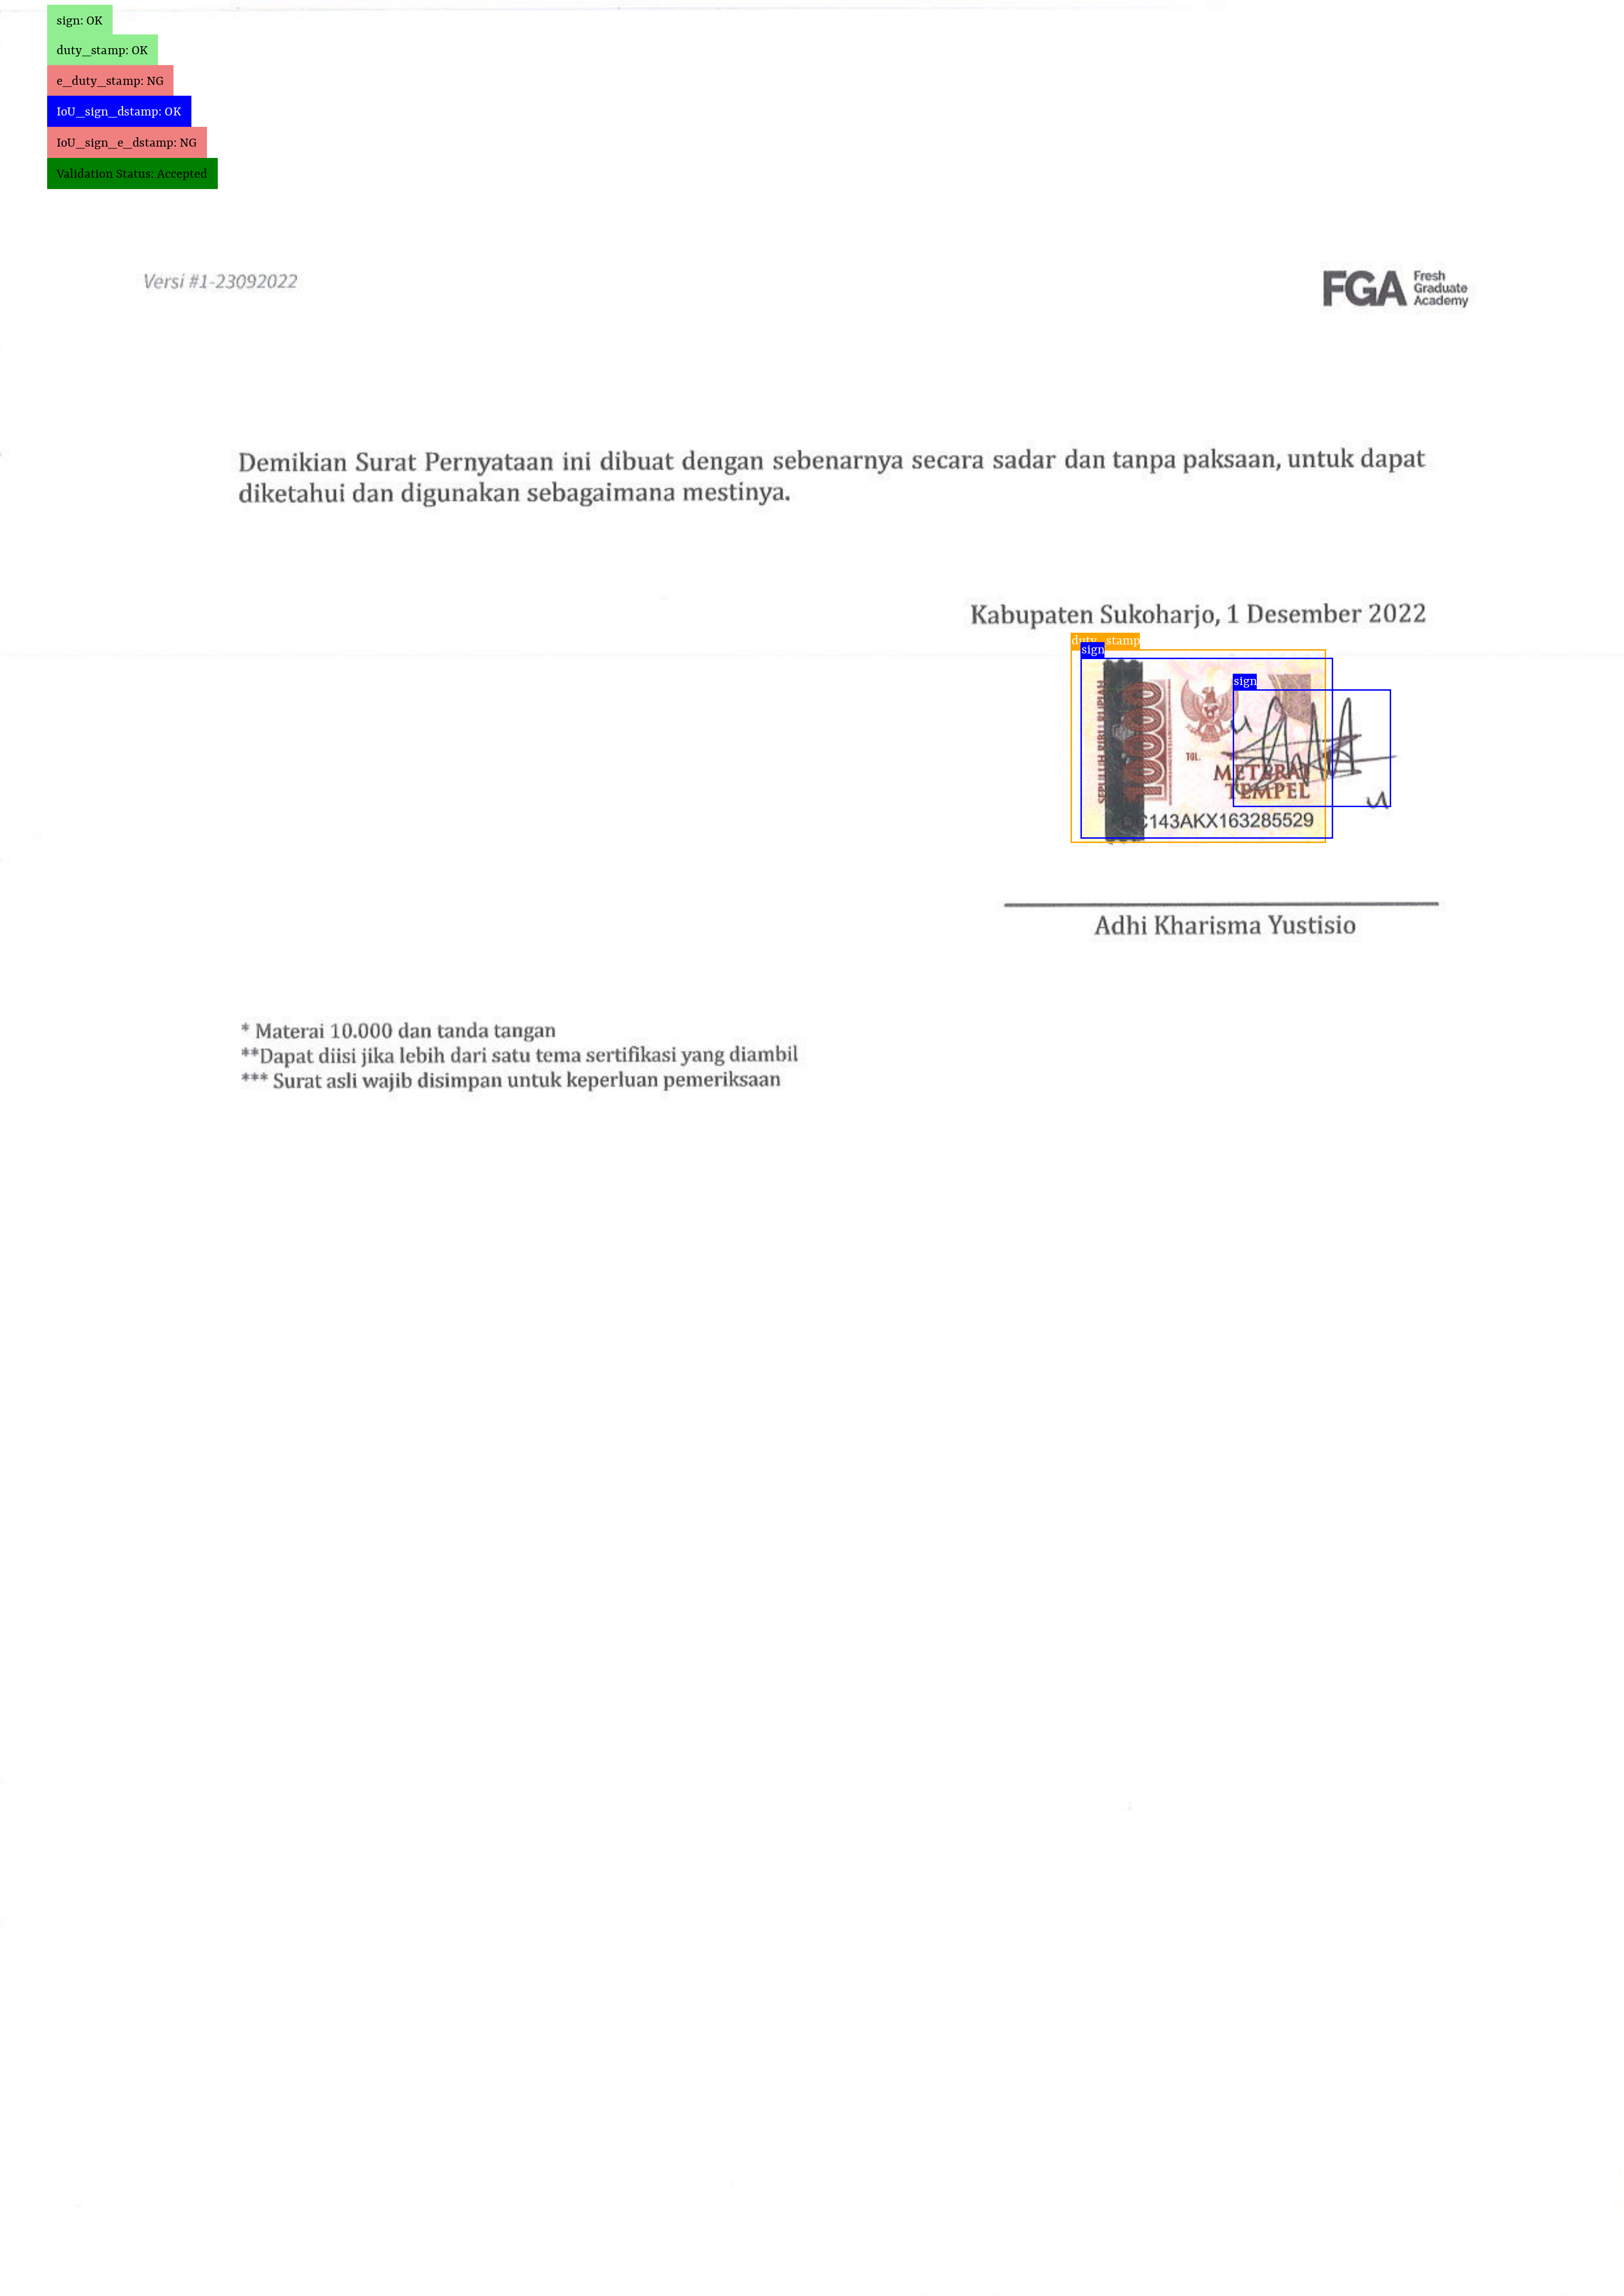 sign: OK
duty_stamp: OK
e_duty_stamp: NG
IoU_sign_dstamp: OK
IoU_sign_e_dstamp: NG
Validation Status: Accepted
Versi #1-23092022
FGA Fresh
Graduate
Academy
Demikian Surat Pernyataan ini dibuat dengan sebenarnya secara sadar dan tanpa paksaan, untuk dapat
diketahui dan digunakan sebagaimana mestinya.
Kabupaten Sukoharjo, 1 Desember 2022
duty_stamp
sign
sign
SEPULUH RIBU RUPIAH
10000
TGL.
METERAI
TEMPEL
C143AKX163285529
Adhi Kharisma Yustisio
* Materai 10.000 dan tanda tangan
**Dapat diisi jika lebih dari satu tema sertifikasi yang diambil
*** Surat asli wajib disimpan untuk keperluan pemeriksaan